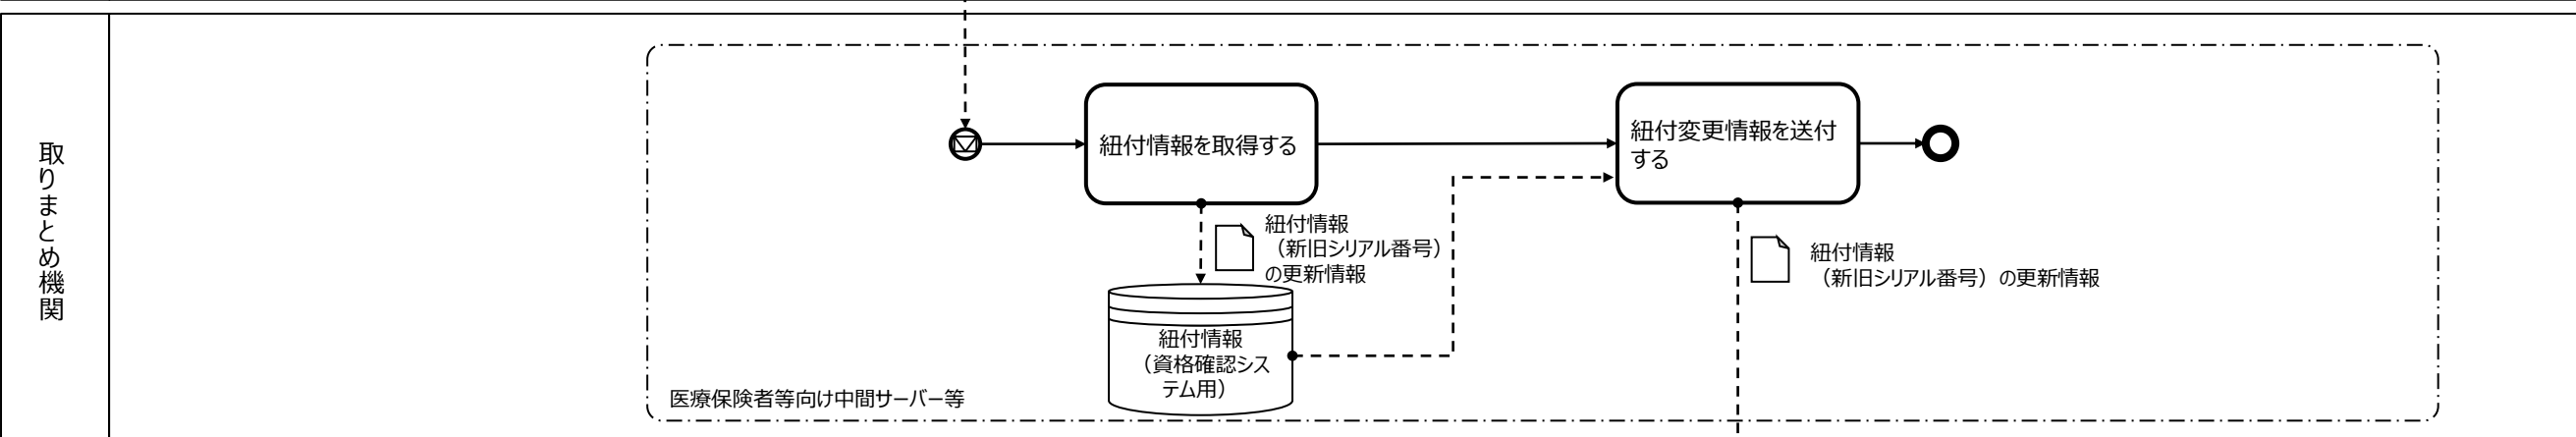 取りまとめ機関
紐付情報を取得する
紐付変更情報を送付
する
紐付情報
（新旧シリアル番号）
の更新情報
紐付情報
（新旧シリアル番号）の更新情報
紐付情報
（資格確認シス
テム用）
医療保険者等向け中間サーバー等